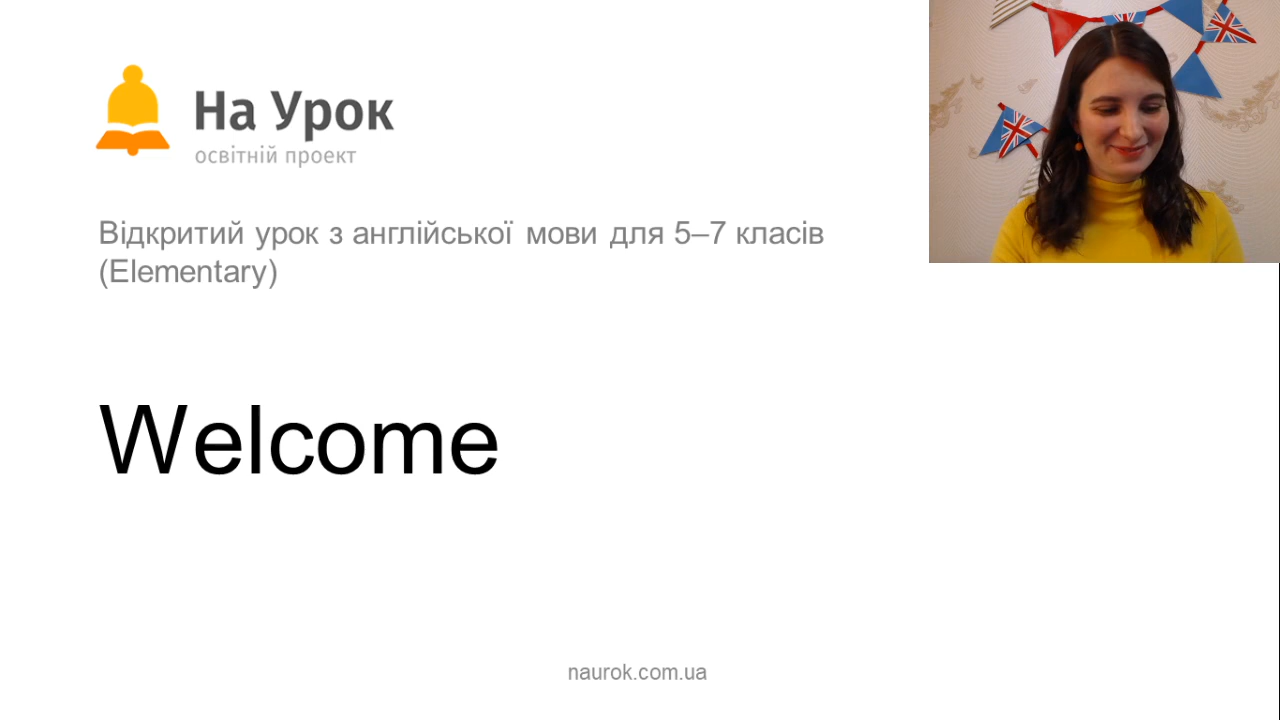 На Урок
освітній проект
Відкритий урок з англійської мови для 5–7 класів
(Elementary)
Welcome
naurok.com.ua